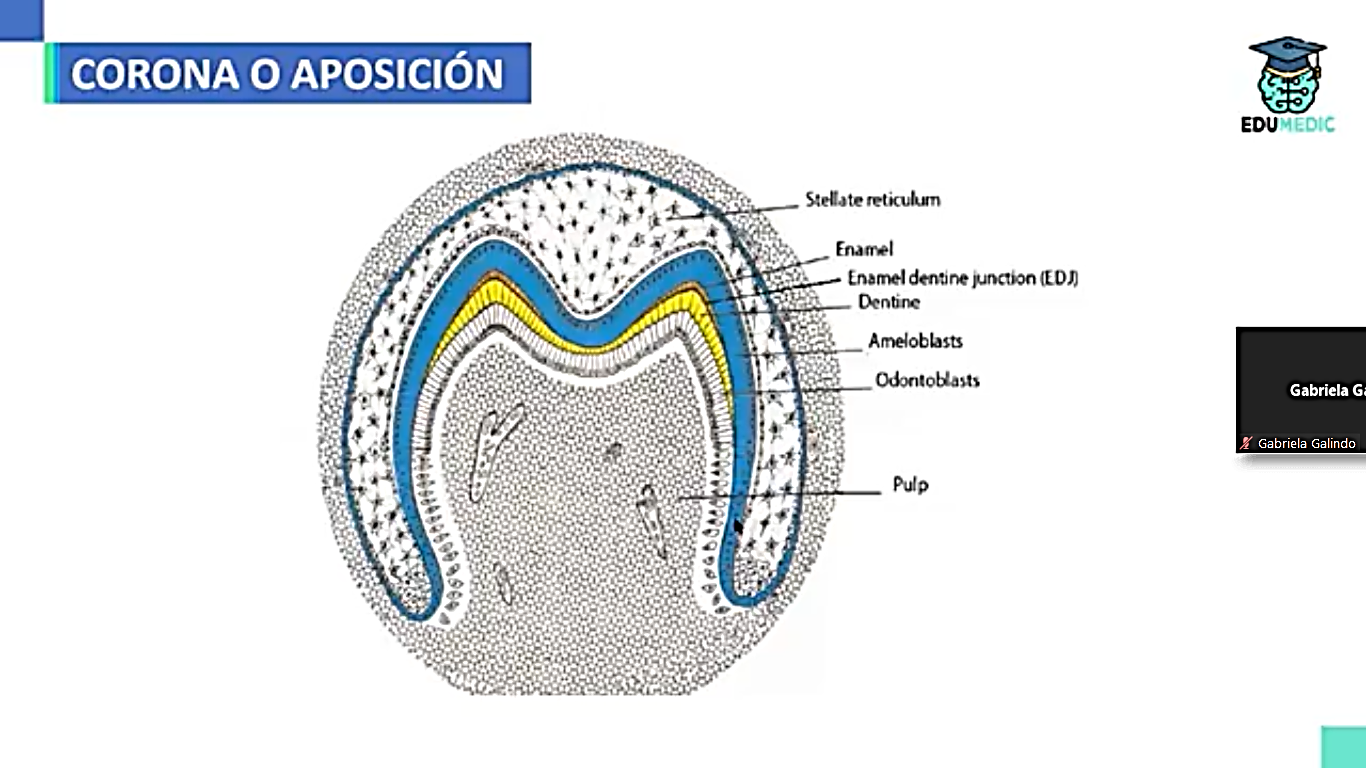 CORONA O APOSICIÓN
EDUMEDIC
Stellate reticulum
Enamel
Enamel dentine junction (EDJ)
Dentine
Ameloblasts
Odontoblasts
Pulp
Gabriela Ga
Gabriela Galindo